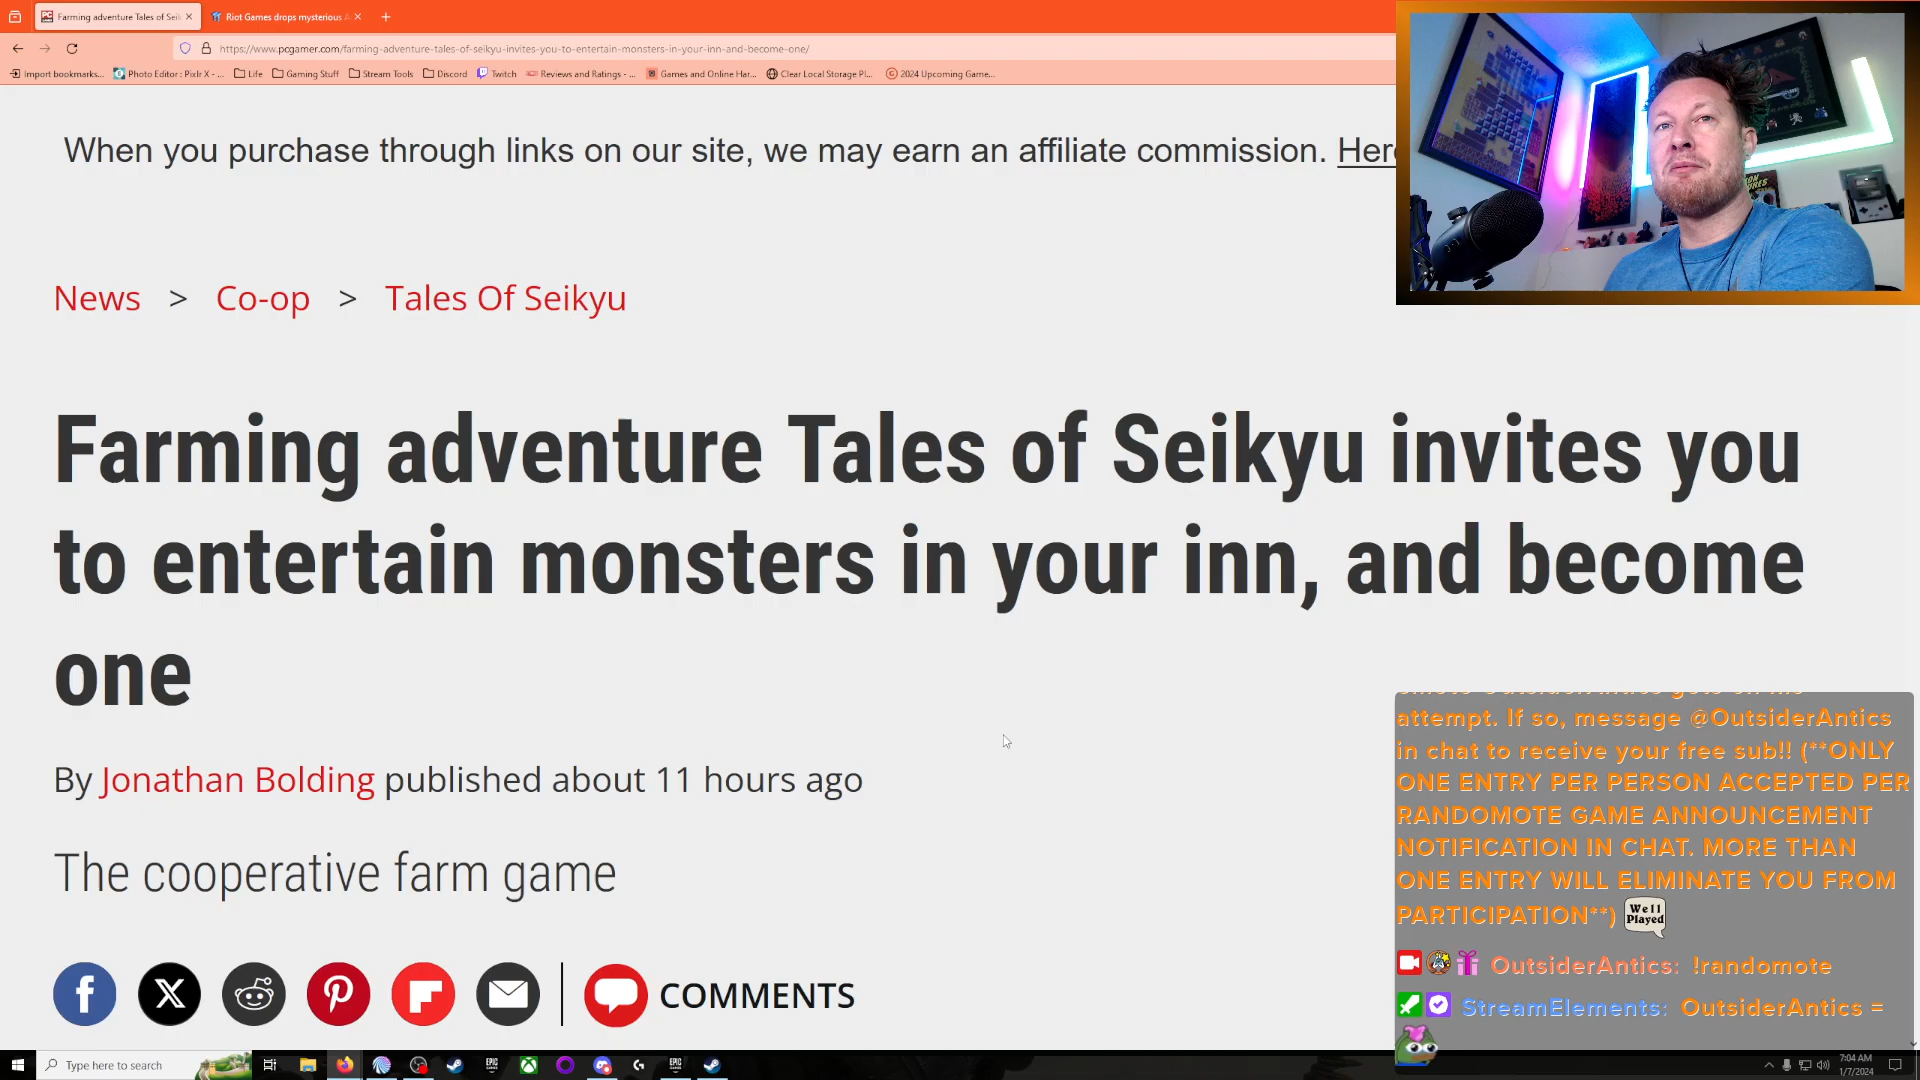 Farming adventure Tales of Seik
Riot Games drops mysterious A
https://www.pcgamer.com/farming-adventure-tales-of-seikyu-invites-you-to-entertain-monsters-in-your-inn-and-become-one/
Import bookmarks... Photo Editor : Pixlr X - ... Life Gaming Stuff Stream Tools Discord Twitch Reviews and Ratings - ... Games and Online Har... Clear Local Storage Pl... 2024 Upcoming Game...
When you purchase through links on our site, we may earn an affiliate commission. Here
News > Co-op > Tales Of Seikyu
Farming adventure Tales of Seikyu invites you
to entertain monsters in your inn, and become
one
By Jonathan Bolding published about 11 hours ago
The cooperative farm game
COMMENTS
attempt. If so, message @OutsiderAntics
in chat to receive your free sub!! (**ONLY
ONE ENTRY PER PERSON ACCEPTED PER
RANDOMOTE GAME ANNOUNCEMENT
NOTIFICATION IN CHAT. MORE THAN
ONE ENTRY WILL ELIMINATE YOU FROM
PARTICIPATION**) Well Played
OutsiderAntics: !randomote
StreamElements: OutsiderAntics =
Type here to search
7:04 AM
1/7/2024